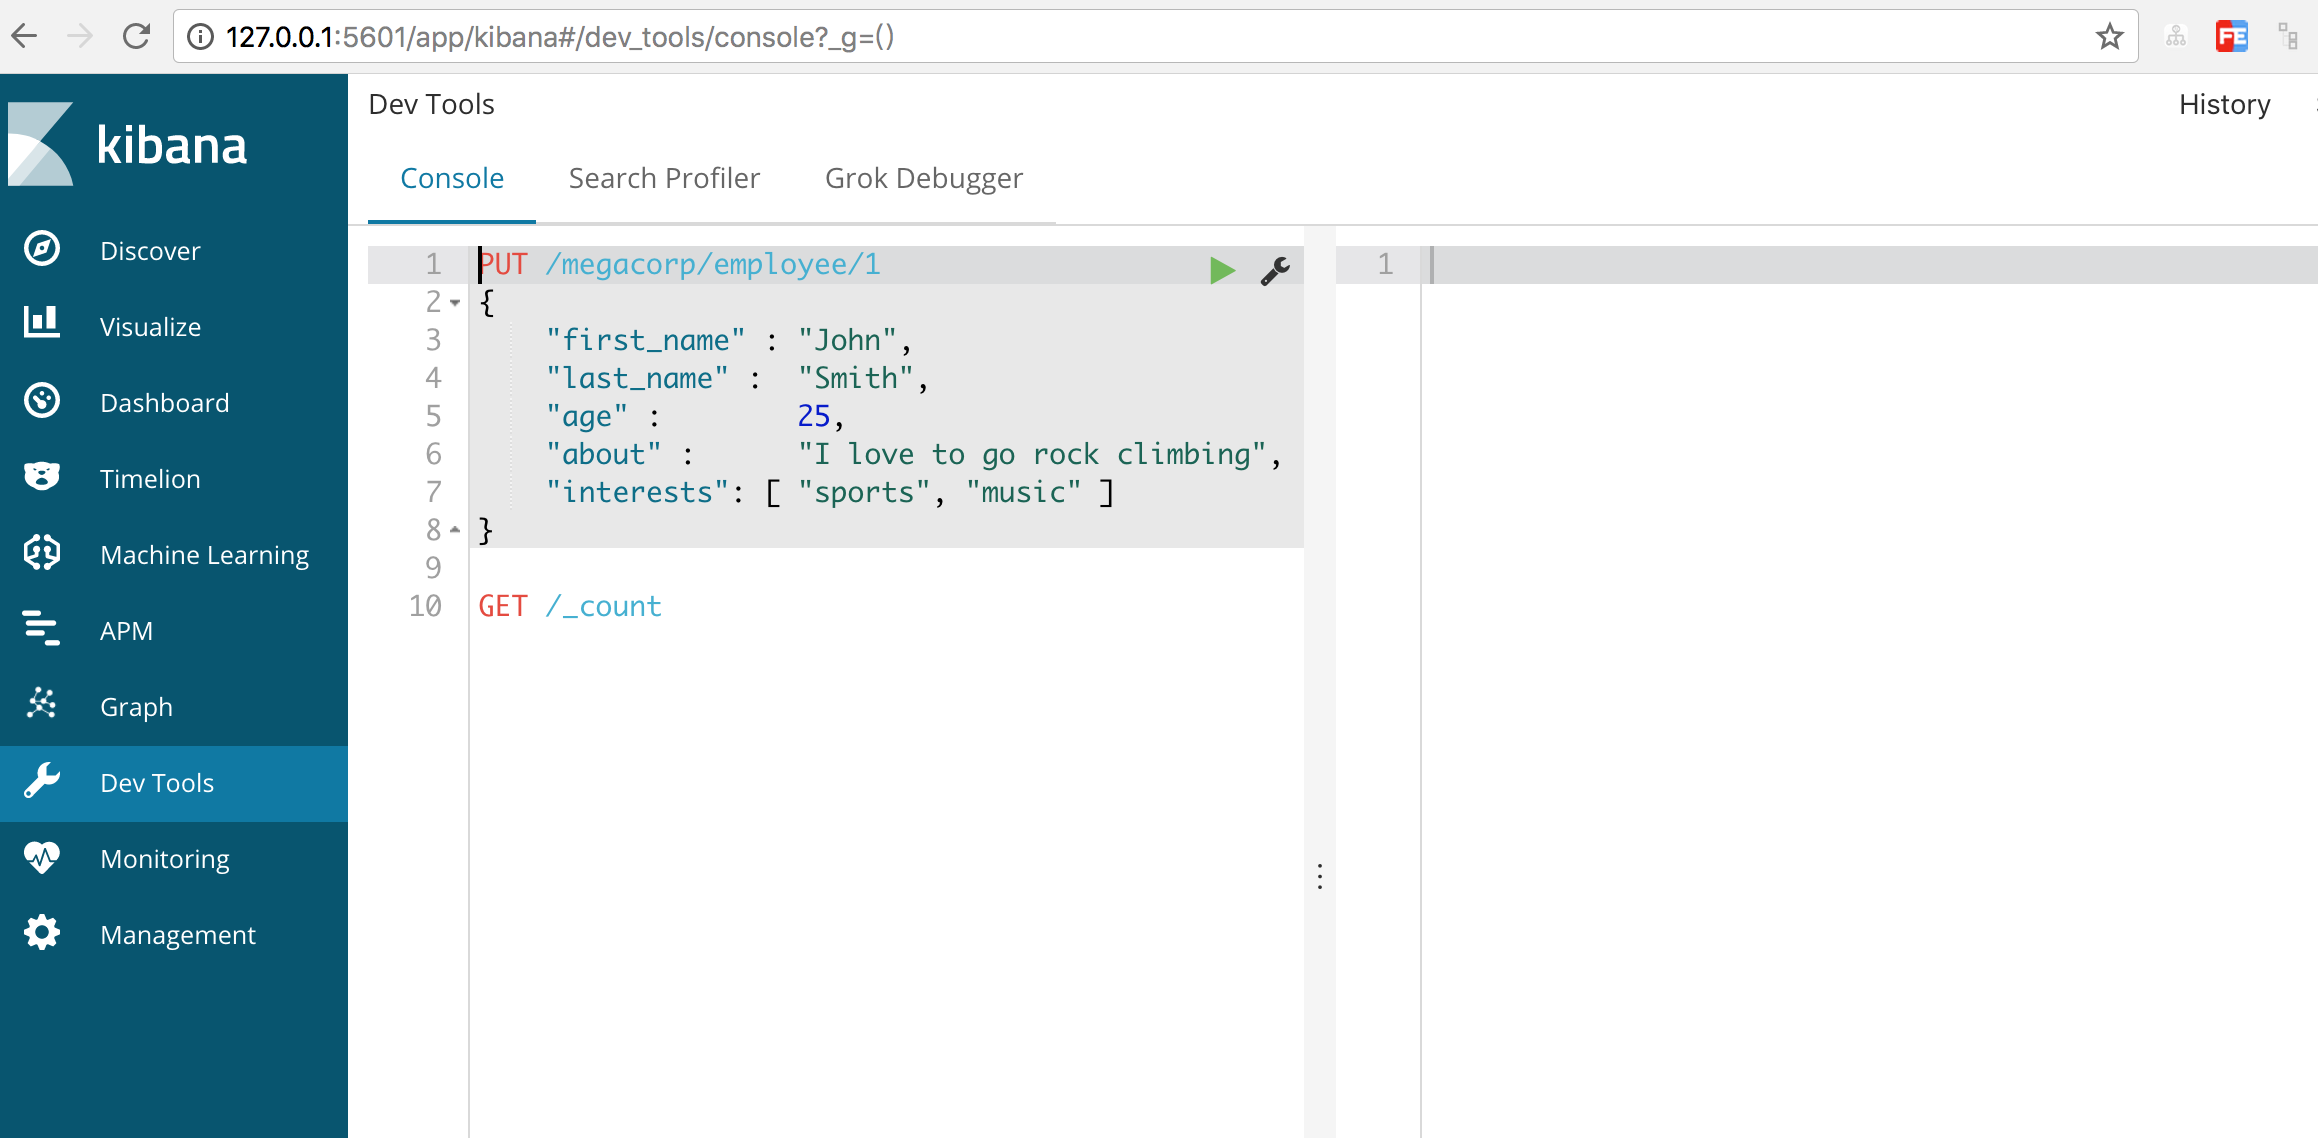 127.0.0.1:5601/app/kibana#/dev_tools/console?_g=()
FE
kibana
Discover
Visualize
Dashboard
Timelion
Machine Learning
APM
Graph
Dev Tools
Monitoring
Management
Dev Tools
History
Console Search Profiler Grok Debugger
1 PUT /megacorp/employee/1
2 {
3 "first_name" : "John",
4 "last_name" : "Smith",
5 "age" : 25,
6 "about" : "I love to go rock climbing",
7 "interests": [ "sports", "music" ]
8 }
9
10 GET /_count
1